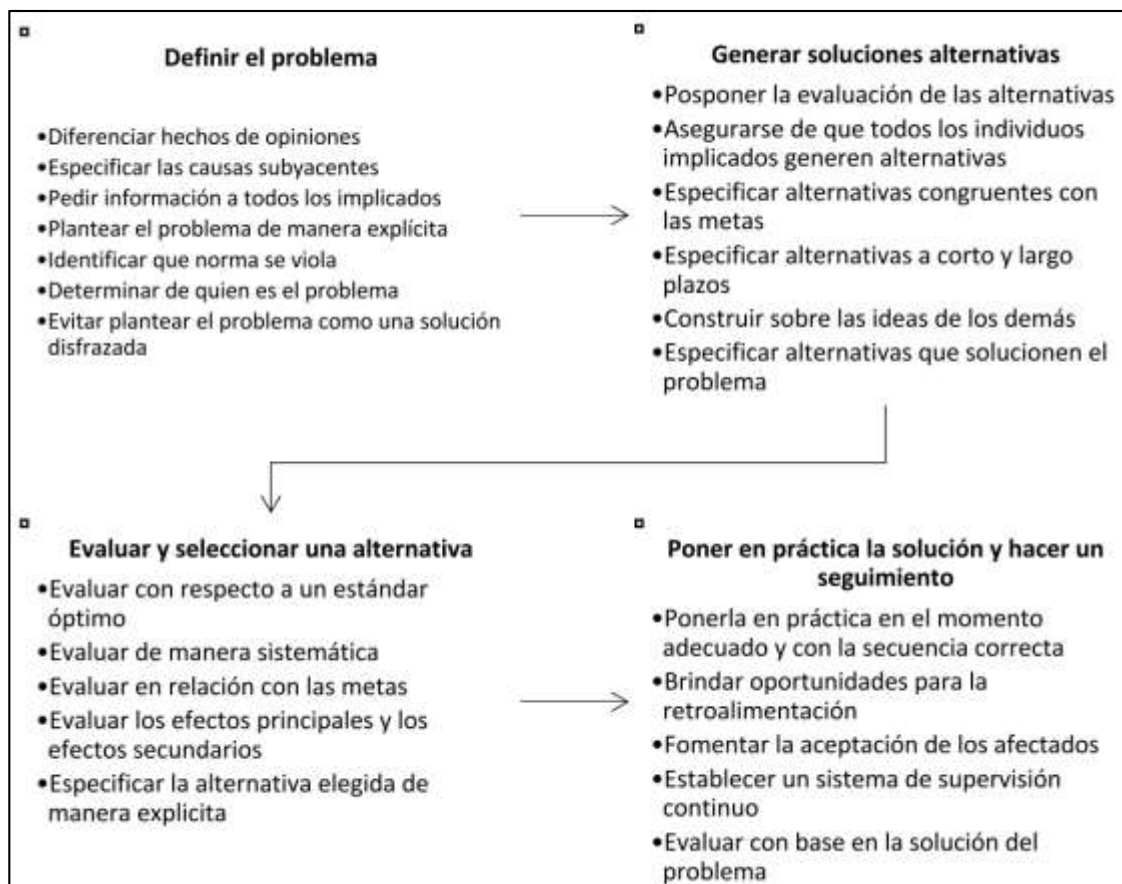 Definir el problema
•Diferenciar hechos de opiniones
•Especificar las causas subyacentes
•Pedir información a todos los implicados
•Plantear el problema de manera explícita
•Identificar que norma se viola
•Determinar de quien es el problema
•Evitar plantear el problema como una solución
disfrazada
Generar soluciones alternativas
•Posponer la evaluación de las alternativas
•Asegurarse de que todos los individuos
implicados generen alternativas
•Especificar alternativas congruentes con
las metas
•Especificar alternativas a corto y largo
plazos
•Construir sobre las ideas de los demás
•Especificar alternativas que solucionen el
problema
Evaluar y seleccionar una alternativa
•Evaluar con respecto a un estándar
óptimo
•Evaluar de manera sistemática
•Evaluar en relación con las metas
•Evaluar los efectos principales y los
efectos secundarios
•Especificar la alternativa elegida de
manera explicita
Poner en práctica la solución y hacer un
seguimiento
•Ponerla en práctica en el momento
adecuado y con la secuencia correcta
•Brindar oportunidades para la
retroalimentación
•Fomentar la aceptación de los afectados
•Establecer un sistema de supervisión
continuo
•Evaluar con base en la solución del
problema